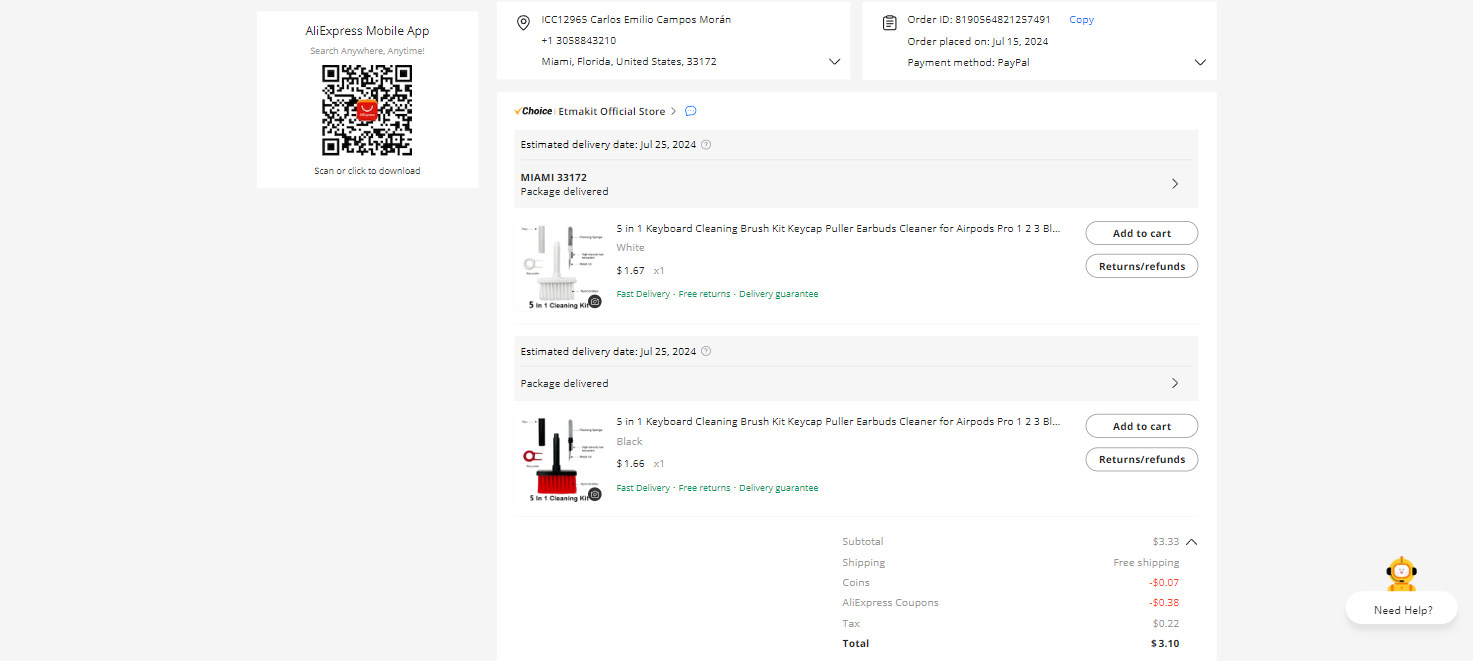 AliExpress Mobile App
Search Anywhere, Anytime!
Scan or click to download
ICC12965 Carlos Emilio Campos Morán
+1 3058843210
Miami, Florida, United States, 33172
Order ID: 8190564821257491 Copy
Order placed on: Jul 15, 2024
Payment method: PayPal
Choice Etmakit Official Store
Estimated delivery date: Jul 25, 2024
MIAMI 33172
Package delivered
5 in 1 Keyboard Cleaning Brush Kit Keycap Puller Earbuds Cleaner for Airpods Pro 1 2 3 Bl...
White
$1.67 x1
Fast Delivery · Free returns · Delivery guarantee
Add to cart
Returns/refunds
5 In 1 Cleaning Kit
Estimated delivery date: Jul 25, 2024
Package delivered
5 in 1 Keyboard Cleaning Brush Kit Keycap Puller Earbuds Cleaner for Airpods Pro 1 2 3 Bl...
Black
$1.66 x1
Fast Delivery · Free returns · Delivery guarantee
Add to cart
Returns/refunds
5 In 1 Cleaning Kit
Subtotal $3.33
Shipping Free shipping
Coins -$0.07
AliExpress Coupons -$0.38
Tax $0.22
Total $3.10
Need Help?